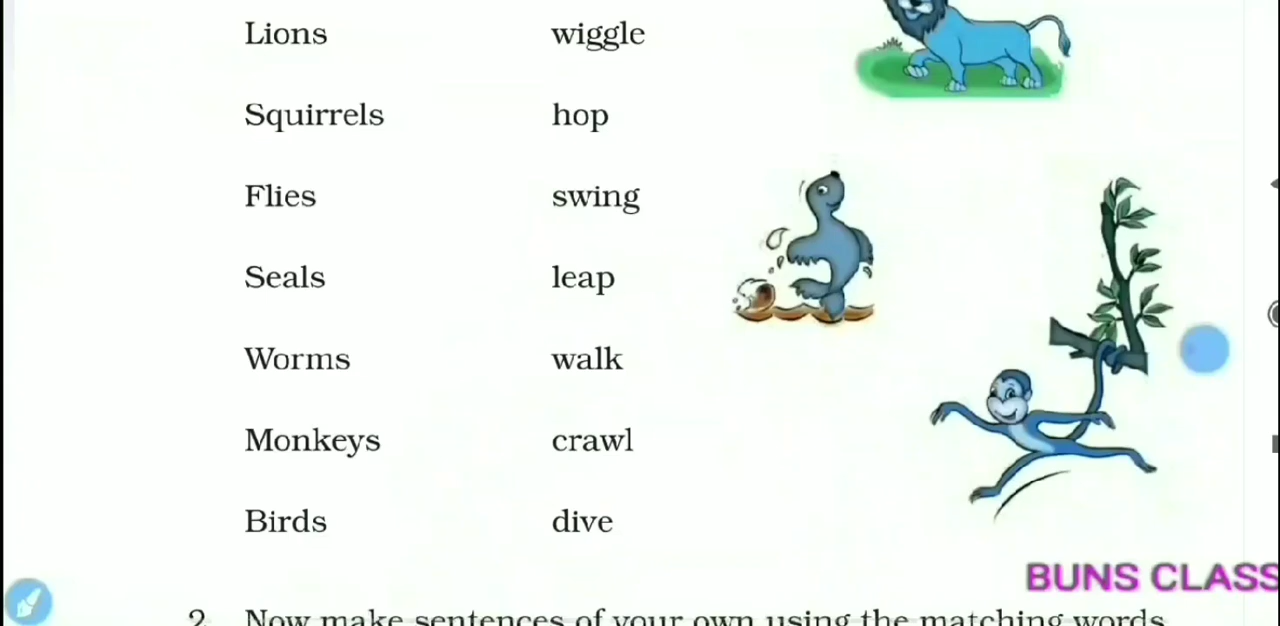 Lions wiggle
Squirrels hop
Flies swing
Seals leap
Worms walk
Monkeys crawl
Birds dive
BUNS CLASS
2. Now make sentences of your own using the matching words